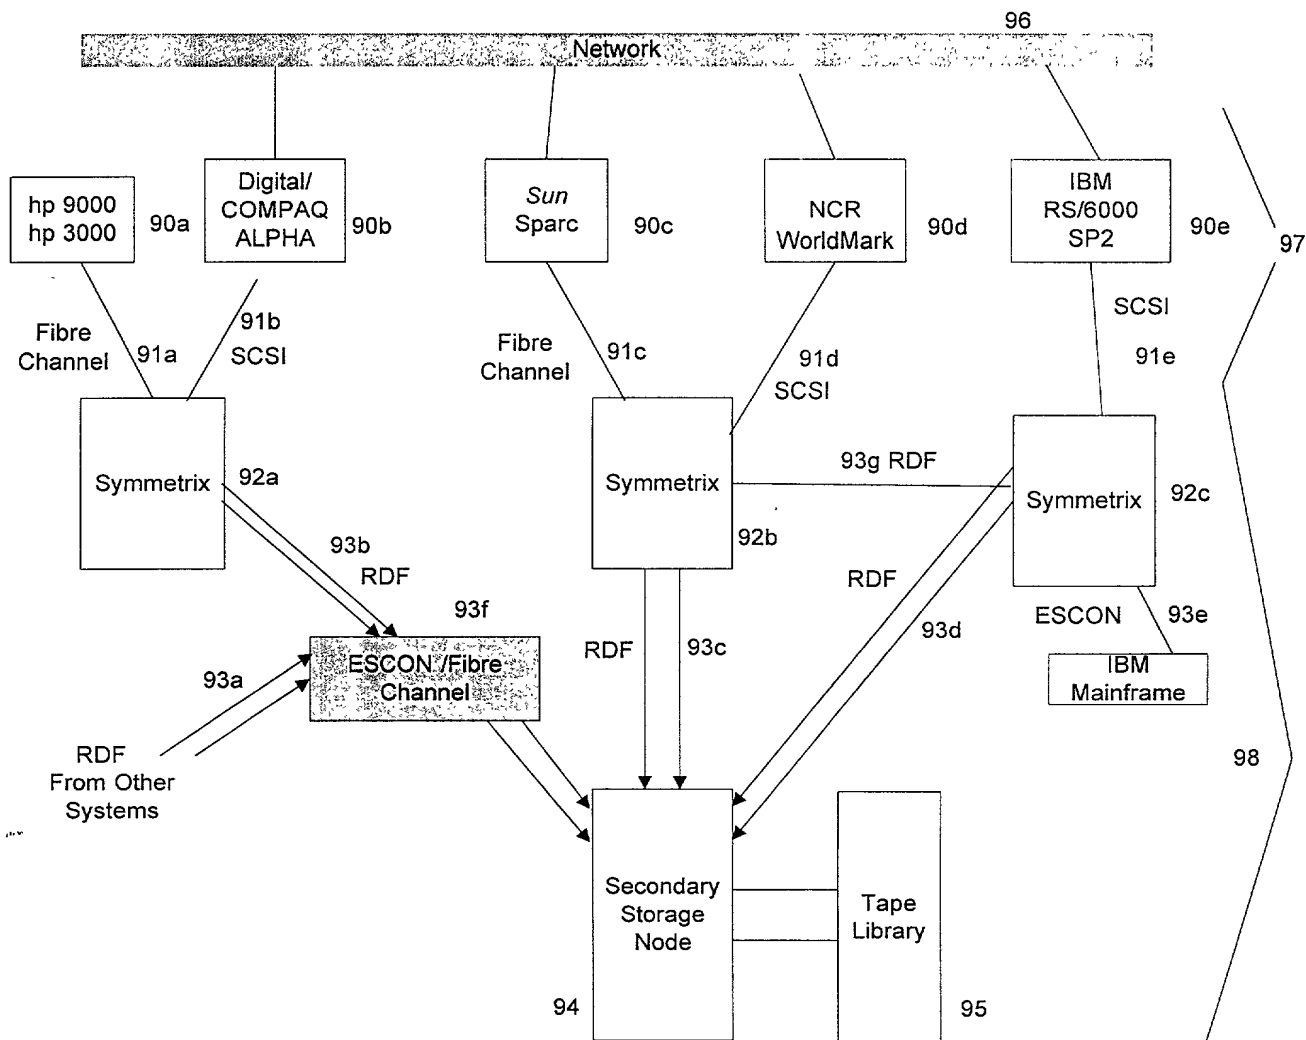 96
Network
hp 9000
hp 3000
90a
Digital/
COMPAQ
ALPHA
90b
Sun
Sparc
90c
NCR
WorldMark
90d
IBM
RS/6000
SP2
90e
97
Fibre
Channel
91a
91b
SCSI
Fibre
Channel
91c
91d
SCSI
SCSI
91e
Symmetrix
92a
Symmetrix
92b
93g RDF
Symmetrix
92c
93b
RDF
93f
ESCON /Fibre
Channel
93a
RDF
From Other
Systems
RDF
93c
RDF
93d
ESCON
93e
IBM
Mainframe
98
Secondary
Storage
Node
94
Tape
Library
95